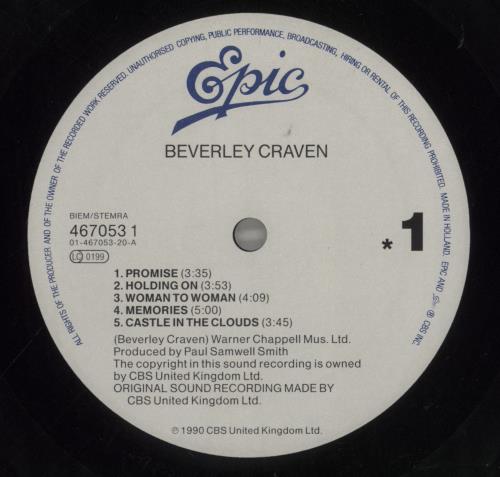 ALL RIGHTS OF THE PRODUCER AND OF THE OWNER OF THE RECORDED WORK RESERVED. UNAUTHORISED COPYING, PUBLIC PERFORMANCE, BROADCASTING, HIRING OR RENTAL OF THIS RECORDING PROHIBITED. MADE IN HOLLAND. EPIC AND ℗ CBS INC.
Epic
BEVERLEY CRAVEN
BIEM/STEMRA
467053 1
01-467053-20-A
LC 0199
* 1
1. PROMISE (3:35)
2. HOLDING ON (3:53)
3. WOMAN TO WOMAN (4:09)
4. MEMORIES (5:00)
5. CASTLE IN THE CLOUDS (3:45)
(Beverley Craven) Warner Chappell Mus. Ltd.
Produced by Paul Samwell Smith
The copyright in this sound recording is owned
by CBS United Kingdom Ltd.
ORIGINAL SOUND RECORDING MADE BY
CBS United Kingdom Ltd.
℗ 1990 CBS United Kingdom Ltd.